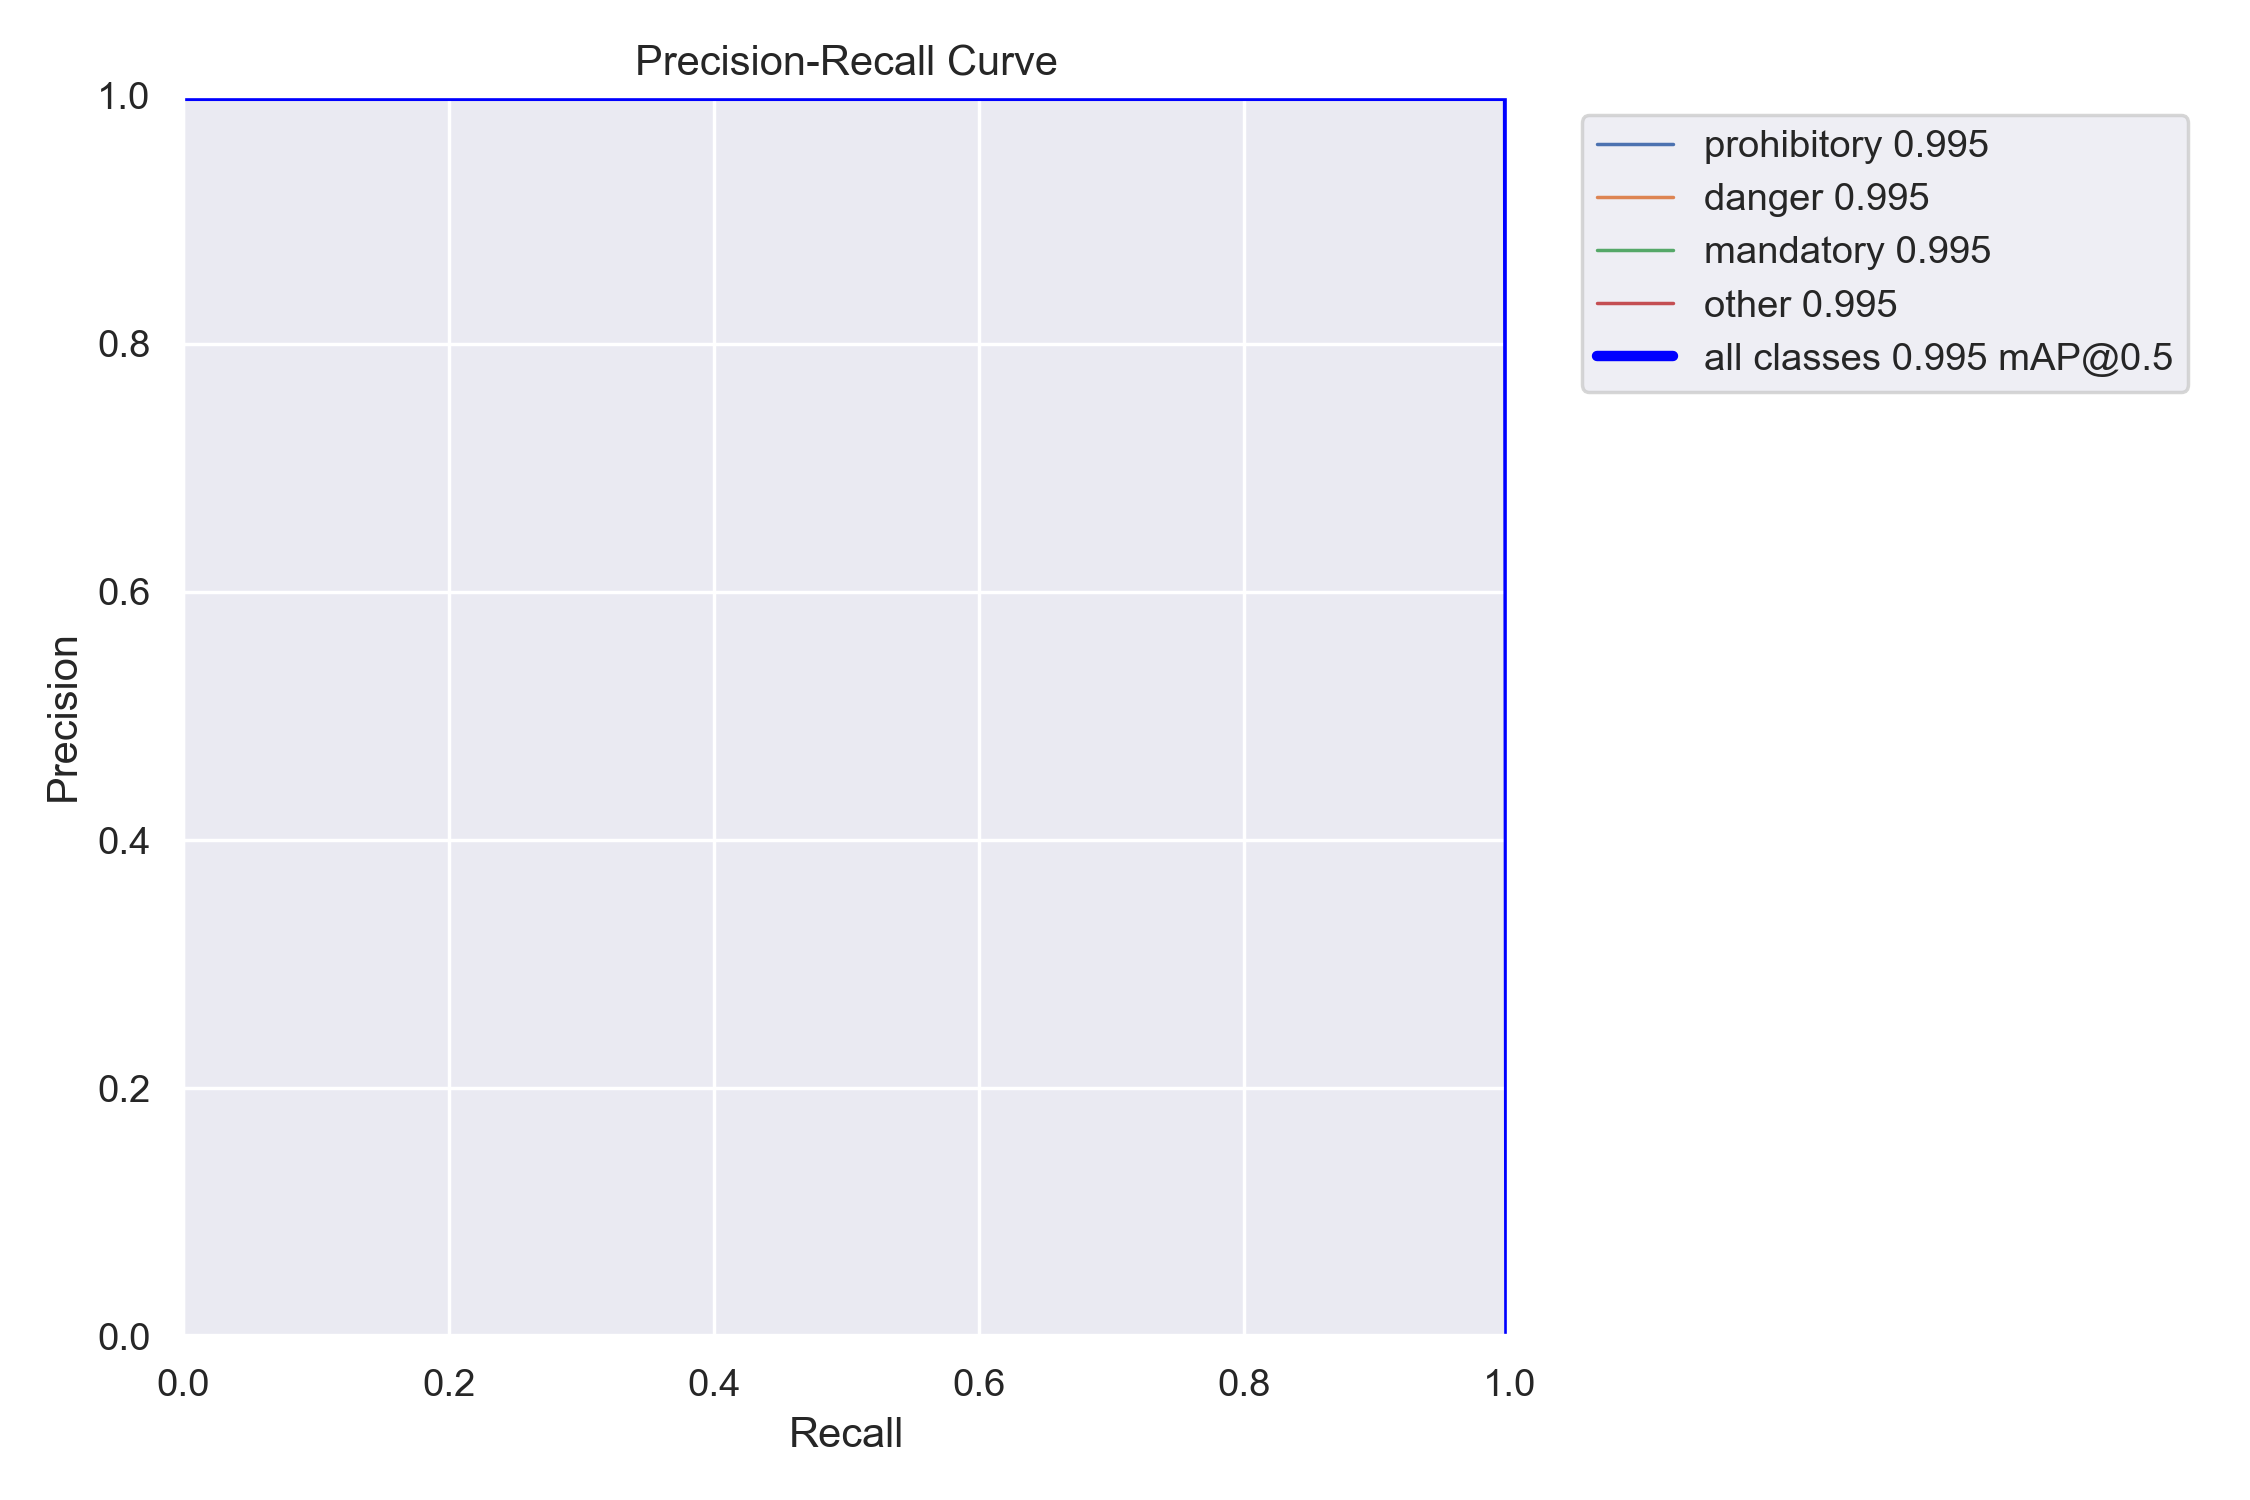 Precision-Recall Curve
1.0
0.8
0.6
0.4
0.2
0.0
Precision
0.0 0.2 0.4 0.6 0.8 1.0
Recall
prohibitory 0.995
danger 0.995
mandatory 0.995
other 0.995
all classes 0.995 mAP@0.5